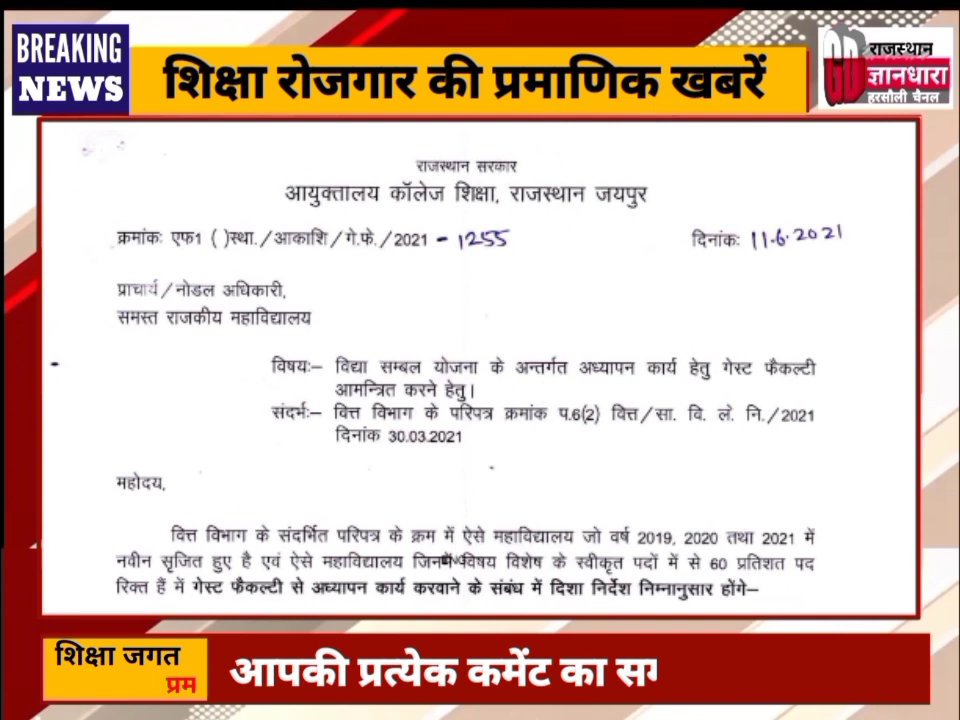 BREAKING
NEWS
शिक्षा रोजगार की प्रमाणिक खबरें
GD
राजस्थान
ज्ञानधारा
हरसौली चैनल
राजस्थान सरकार
आयुक्तालय कॉलेज शिक्षा, राजस्थान जयपुर
क्रमांकः एफ1 ( )स्था./आकाशि/गे.फे./2021 - 1255
दिनांकः 11.6.2021
प्राचार्य/नोडल अधिकारी,
समस्त राजकीय महाविद्यालय
विषयः– विद्या सम्बल योजना के अन्तर्गत अध्यापन कार्य हेतु गेस्ट फैकल्टी
आमन्त्रित करने हेतु।
संदर्भः– वित्त विभाग के परिपत्र क्रमांक प.6(2) वित्त/सा. वि. ले. नि./2021
दिनांक 30.03.2021
महोदय,
वित्त विभाग के संदर्भित परिपत्र के क्रम में ऐसे महाविद्यालय जो वर्ष 2019, 2020 तथा 2021 में
नवीन सृजित हुए है एवं ऐसे महाविद्यालय जिनमें विषय विशेष के स्वीकृत पदों में से 60 प्रतिशत पद
रिक्त हैं में गेस्ट फैकल्टी से अध्यापन कार्य करवाने के संबंध में दिशा निर्देश निम्नानुसार होंगे–
शिक्षा जगत
प्रम
आपकी प्रत्येक कमेंट का